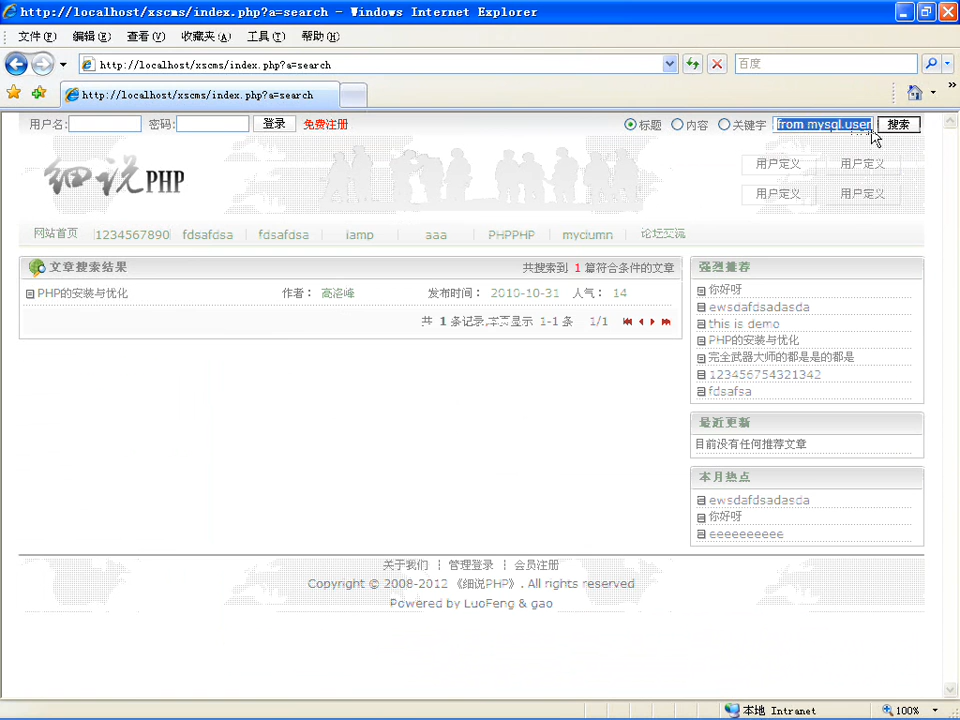 http://localhost/xscms/index.php?a=search - Windows Internet Explorer
文件(F) 编辑(E) 查看(V) 收藏夹(A) 工具(T) 帮助(H)
http://localhost/xscms/index.php?a=search 百度
http://localhost/xscms/index.php?a=search
用户名: 密码: 登录 免费注册 标题 内容 关键字 from mysql.user 搜索
细说PHP
用户定义 用户定义
用户定义 用户定义
网站首页 1234567890 fdsafdsa fdsafdsa lamp aaa PHPPHP myclumn 论坛交流
文章搜索结果 共搜索到 1 篇符合条件的文章
PHP的安装与优化 作者： 高洛峰 发布时间： 2010-10-31 人气： 14
共 1 条记录,本页显示 1-1 条 1/1
强烈推荐
你好呀
ewsdafdsadasda
this is demo
PHP的安装与忧化
完全武器大师的都是是的都是
123456754321342
fdsafsa
最近更新
目前没有任何推荐文章
本月热点
ewsdafdsadasda
你好呀
eeeeeeeeee
关于我们 ┆ 管理登录 ┆ 会员注册
Copyright © 2008-2012 《细说PHP》. All rights reserved
Powered by LuoFeng & gao
本地 Intranet 100%